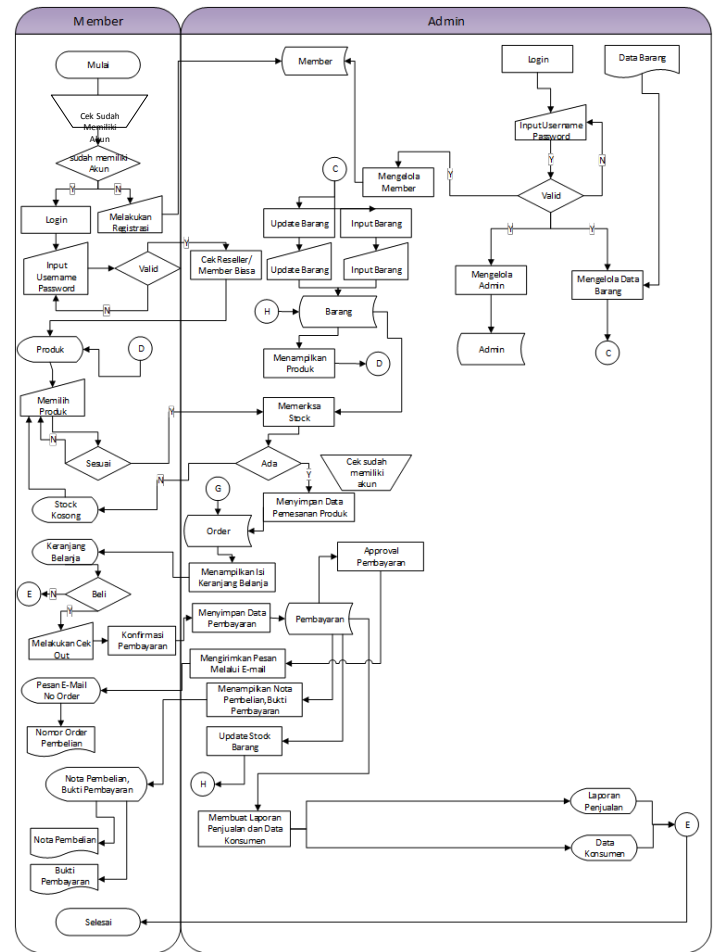 Member
Admin
Mulai
Cek Sudah
Memiliki
Akun
sudah memiliki
Akun
Y
N
Login
Melakukan
Registrasi
Input
Username
Password
Valid
Y
N
Cek Reseller/
Member Biasa
Produk
D
Memilih
Produk
N
Sesuai
Y
Stock
Kosong
Keranjang
Belanja
E
N
Beli
Y
Melakukan Cek
Out
Konfirmasi
Pembayaran
Pesan E-Mail
No Order
Nomor Order
Pembelian
Nota Pembelian,
Bukti Pembayaran
Nota Pembelian
Bukti
Pembayaran
Selesai
Member
Login
Data Barang
Input Username
Password
Y
N
Valid
Y
Mengelola
Member
C
Update Barang
Input Barang
Update Barang
Input Barang
Y
Y
Mengelola
Admin
Mengelola Data
Barang
Admin
C
H
Barang
Menampilkan
Produk
D
Memeriksa
Stock
Ada
N
Y
Cek sudah
memiliki
akun
G
Menyimpan Data
Pemesanan Produk
Order
Menampilkan Isi
Keranjang Belanja
Approval
Pembayaran
Menyimpan Data
Pembayaran
Pembayaran
Mengirimkan Pesan
Melalui E-mail
Menampilkan Nota
Pembelian,Bukti
Pembayaran
Update Stock
Barang
H
Membuat Laporan
Penjualan dan Data
Konsumen
Laporan
Penjualan
Data
Konsumen
E